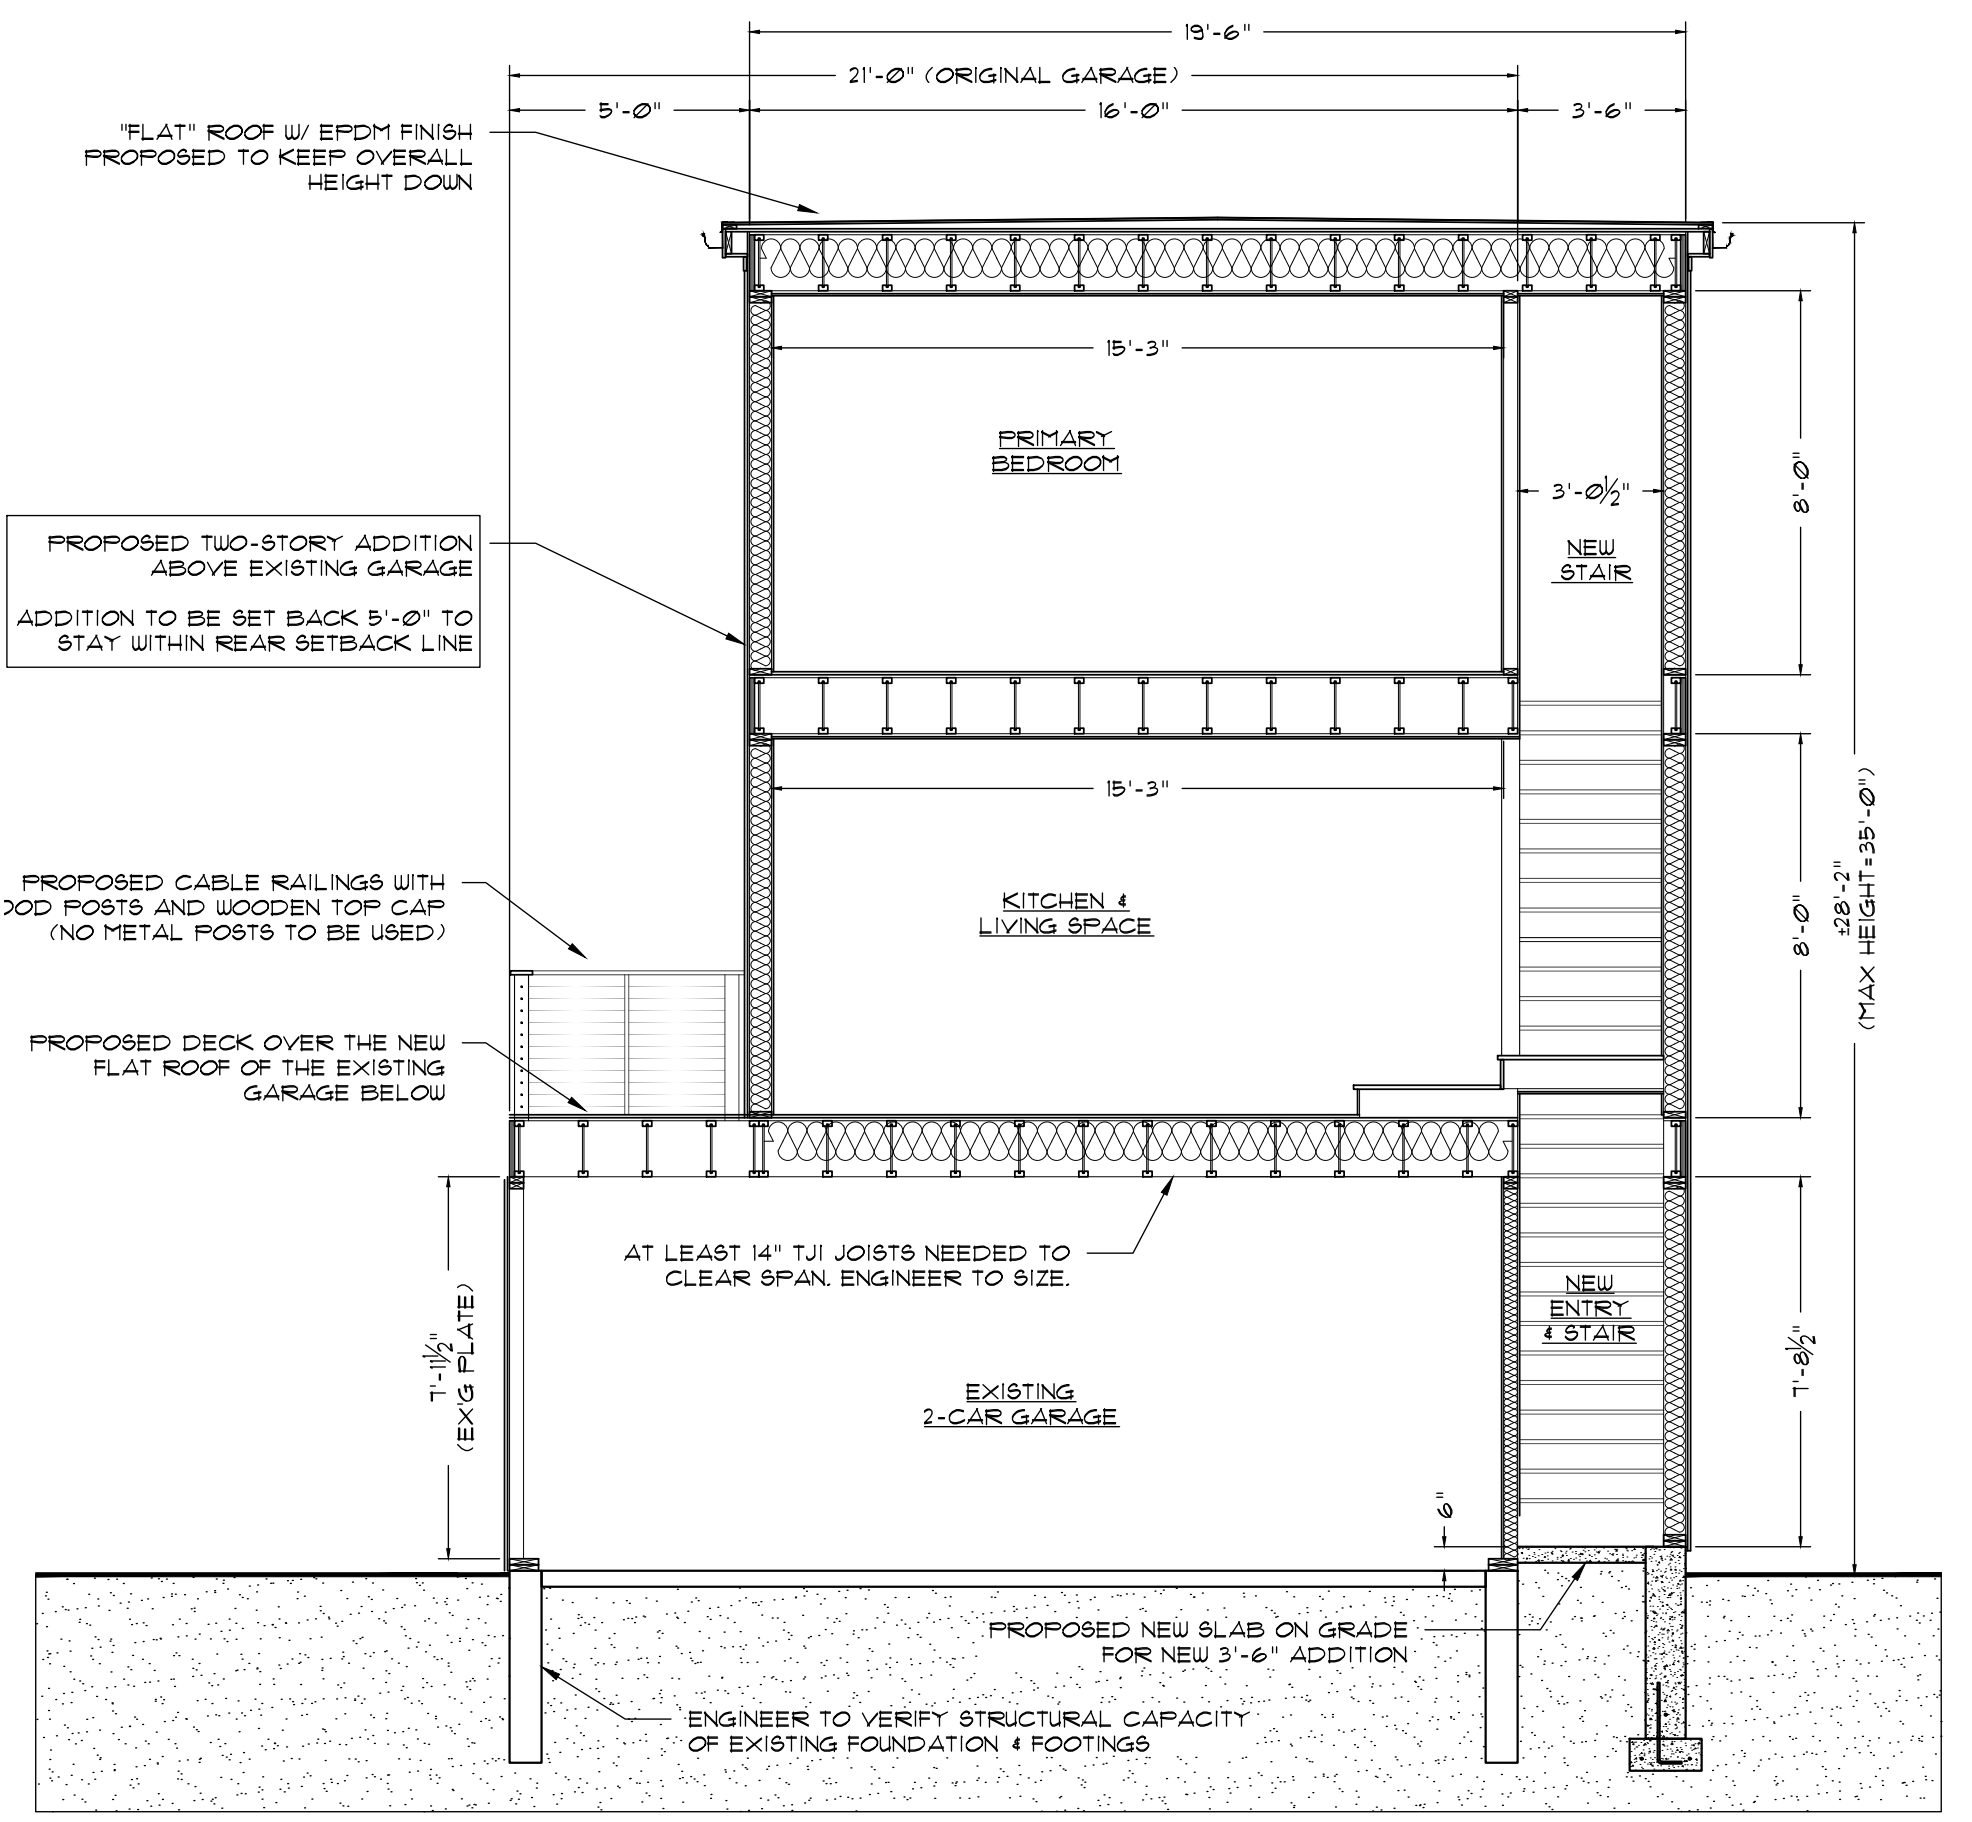 19'-6"
21'-0" (ORIGINAL GARAGE)
5'-0"
16'-0"
3'-6"
"FLAT" ROOF W/ EPDM FINISH
PROPOSED TO KEEP OVERALL
HEIGHT DOWN
15'-3"
PRIMARY
BEDROOM
8'-0"
3'-0½"
NEW
STAIR
PROPOSED TWO-STORY ADDITION
ABOVE EXISTING GARAGE
ADDITION TO BE SET BACK 5'-0" TO
STAY WITHIN REAR SETBACK LINE
15'-3"
KITCHEN &
LIVING SPACE
8'-0"
±28'-2"
(MAX HEIGHT=35'-0")
PROPOSED CABLE RAILINGS WITH
POSTS AND WOODEN TOP CAP
(NO METAL POSTS TO BE USED)
PROPOSED DECK OVER THE NEW
FLAT ROOF OF THE EXISTING
GARAGE BELOW
AT LEAST 14" TJI JOISTS NEEDED TO
CLEAR SPAN. ENGINEER TO SIZE.
NEW
ENTRY
& STAIR
7'-11½"
(EX'G PLATE)
7'-8½"
EXISTING
2-CAR GARAGE
6"
PROPOSED NEW SLAB ON GRADE
FOR NEW 3'-6" ADDITION
ENGINEER TO VERIFY STRUCTURAL CAPACITY
OF EXISTING FOUNDATION & FOOTINGS